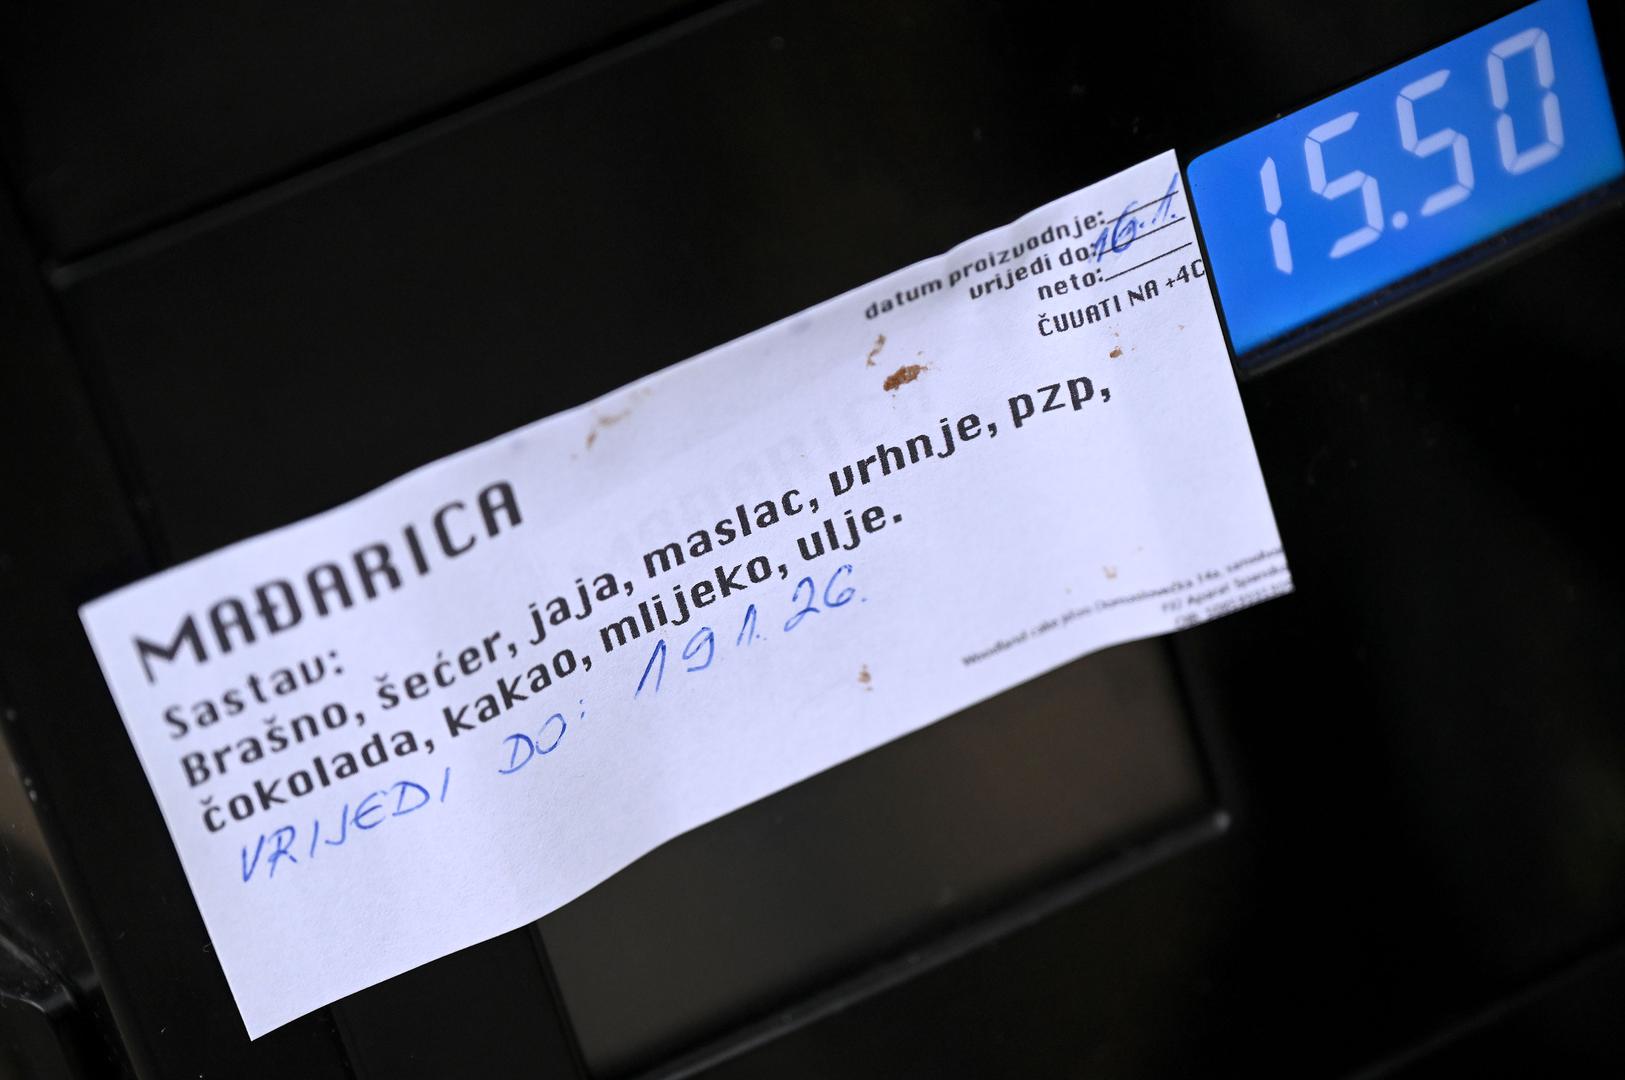 15.50
datum proizvodnje: 16.1.
vrijedi do:
neto:
ČUVATI NA +4C
MAĐARICA
Sastav:
Brašno, šećer, jaja, maslac, vrhnje, pzp,
čokolada, kakao, mlijeko, ulje.
VRIJEDI DO: 19 1. 26.